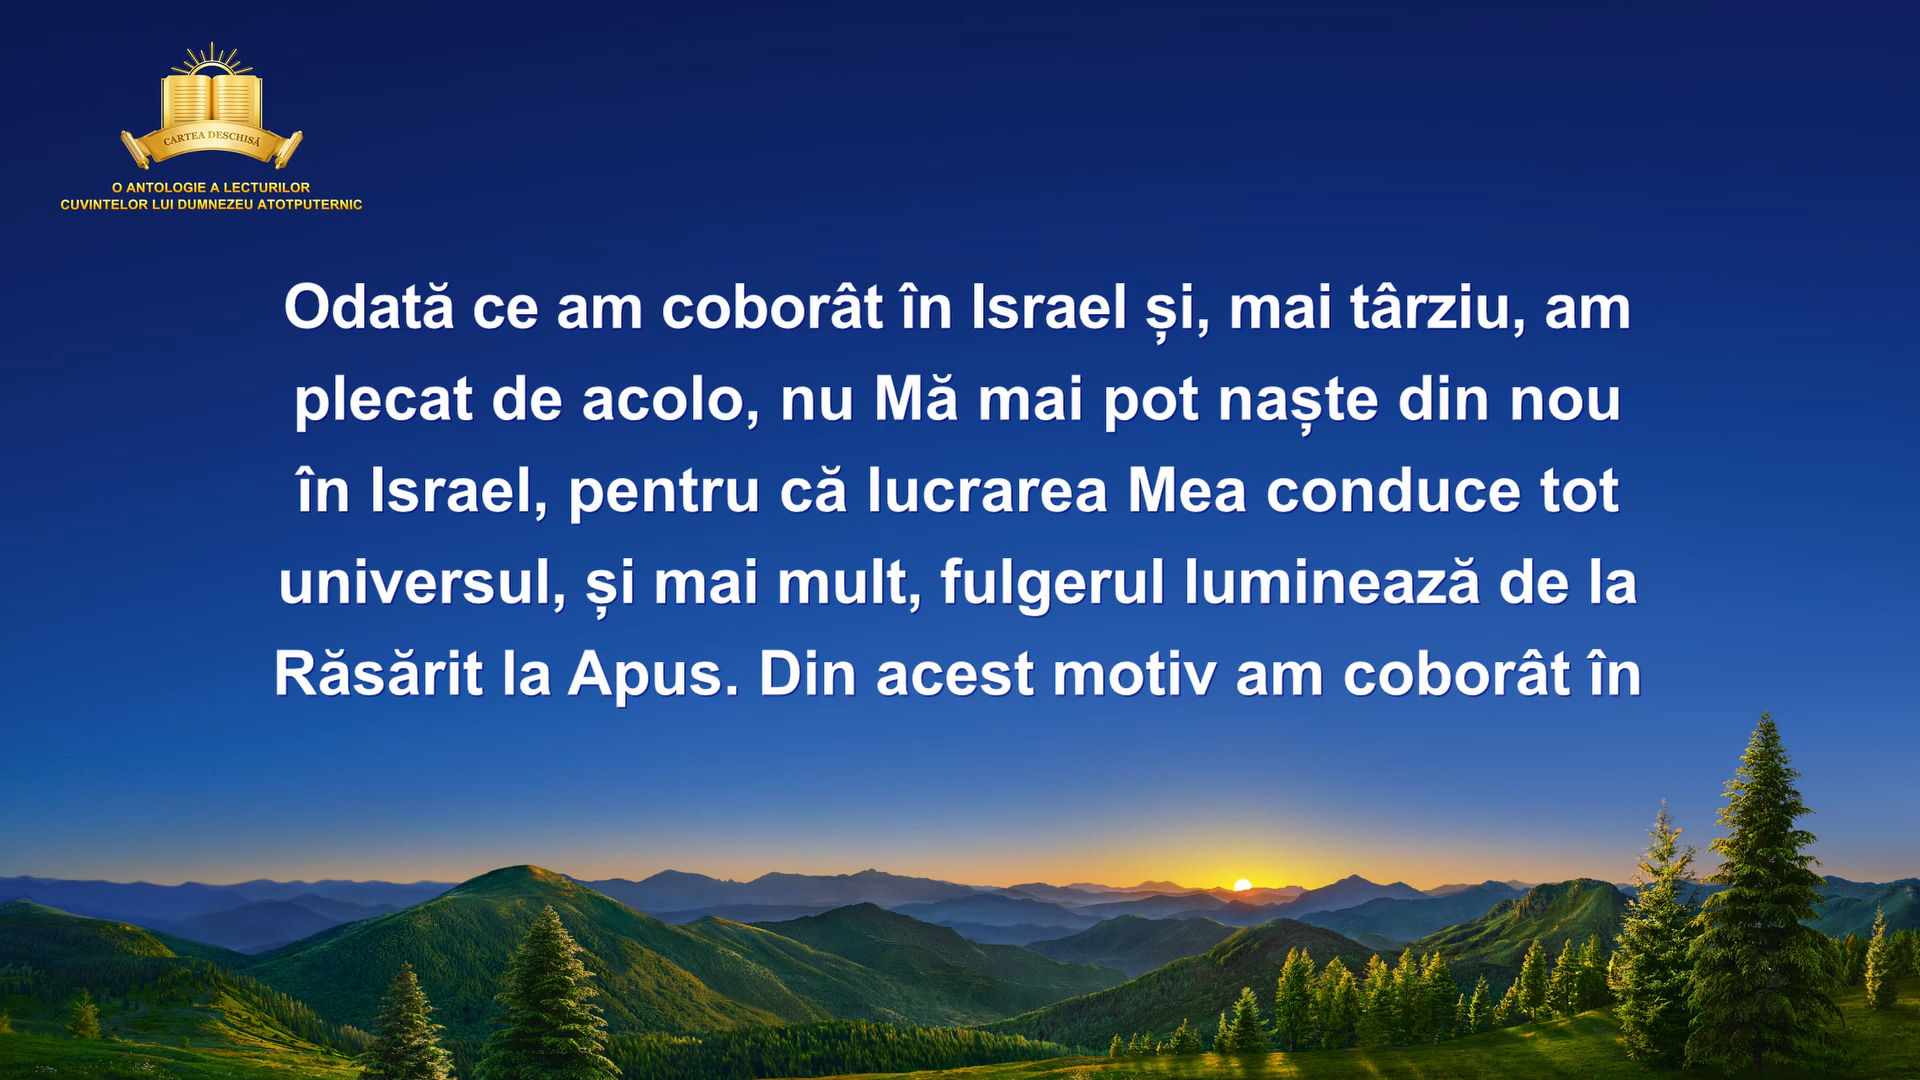 CARTEA DESCHISĂ
O ANTOLOGIE A LECTURILOR
CUVINTELOR LUI DUMNEZEU ATOTPUTERNIC
Odată ce am coborât în Israel și, mai târziu, am
plecat de acolo, nu Mă mai pot naște din nou
în Israel, pentru că lucrarea Mea conduce tot
universul, și mai mult, fulgerul luminează de la
Răsărit la Apus. Din acest motiv am coborât în